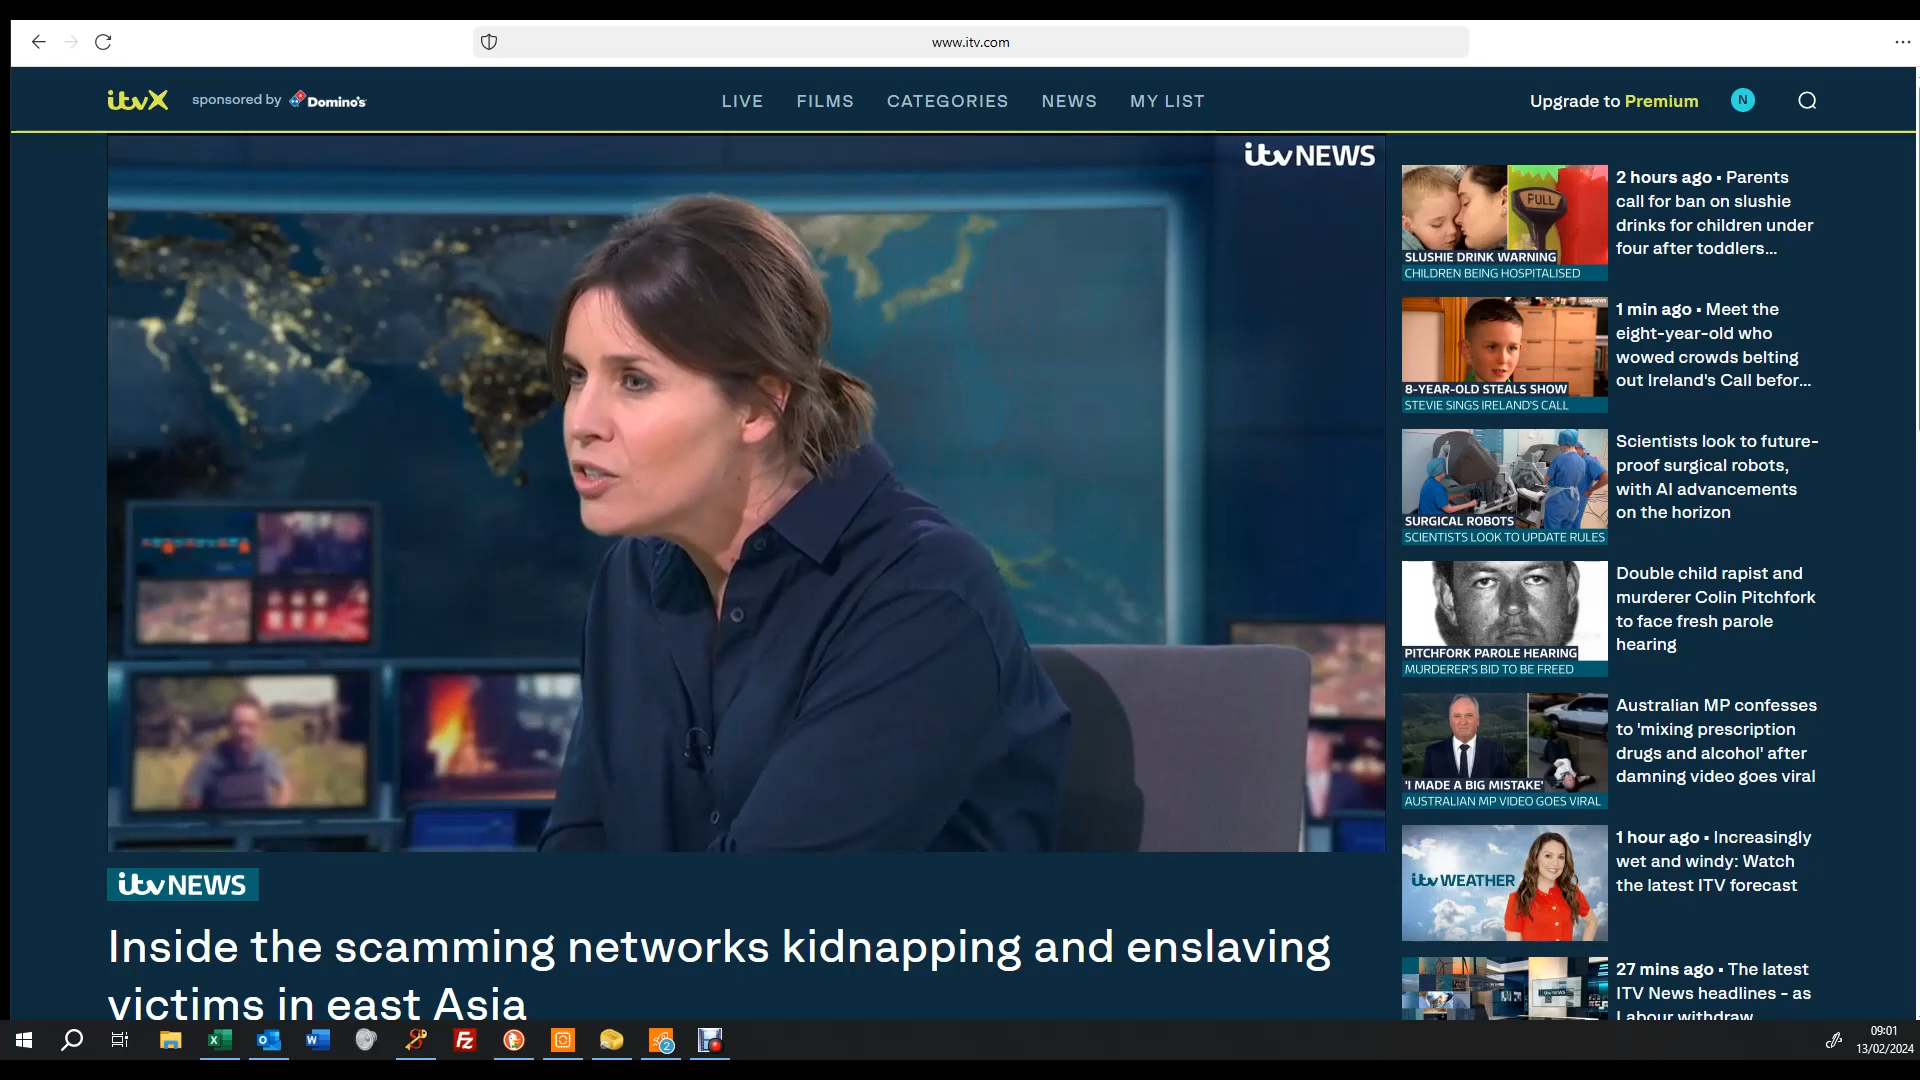 www.itv.com
itvX
sponsored by Domino's
LIVE FILMS CATEGORIES NEWS MY LIST
Upgrade to Premium
N
itv NEWS
itv NEWS
Inside the scamming networks kidnapping and enslaving
victims in east Asia
PULL
SLUSHIE DRINK WARNING
CHILDREN BEING HOSPITALISED
2 hours ago • Parents
call for ban on slushie
drinks for children under
four after toddlers...
8-YEAR-OLD STEALS SHOW
STEVIE SINGS IRELAND'S CALL
1 min ago • Meet the
eight-year-old who
wowed crowds belting
out Ireland's Call befor...
SURGICAL ROBOTS
SCIENTISTS LOOK TO UPDATE RULES
Scientists look to future-
proof surgical robots,
with AI advancements
on the horizon
PITCHFORK PAROLE HEARING
MURDERER'S BID TO BE FREED
Double child rapist and
murderer Colin Pitchfork
to face fresh parole
hearing
'I MADE A BIG MISTAKE'
AUSTRALIAN MP VIDEO GOES VIRAL
Australian MP confesses
to 'mixing prescription
drugs and alcohol' after
damning video goes viral
itv WEATHER
1 hour ago • Increasingly
wet and windy: Watch
the latest ITV forecast
27 mins ago • The latest
ITV News headlines - as
Labour withdraw
2
09:01
13/02/2024